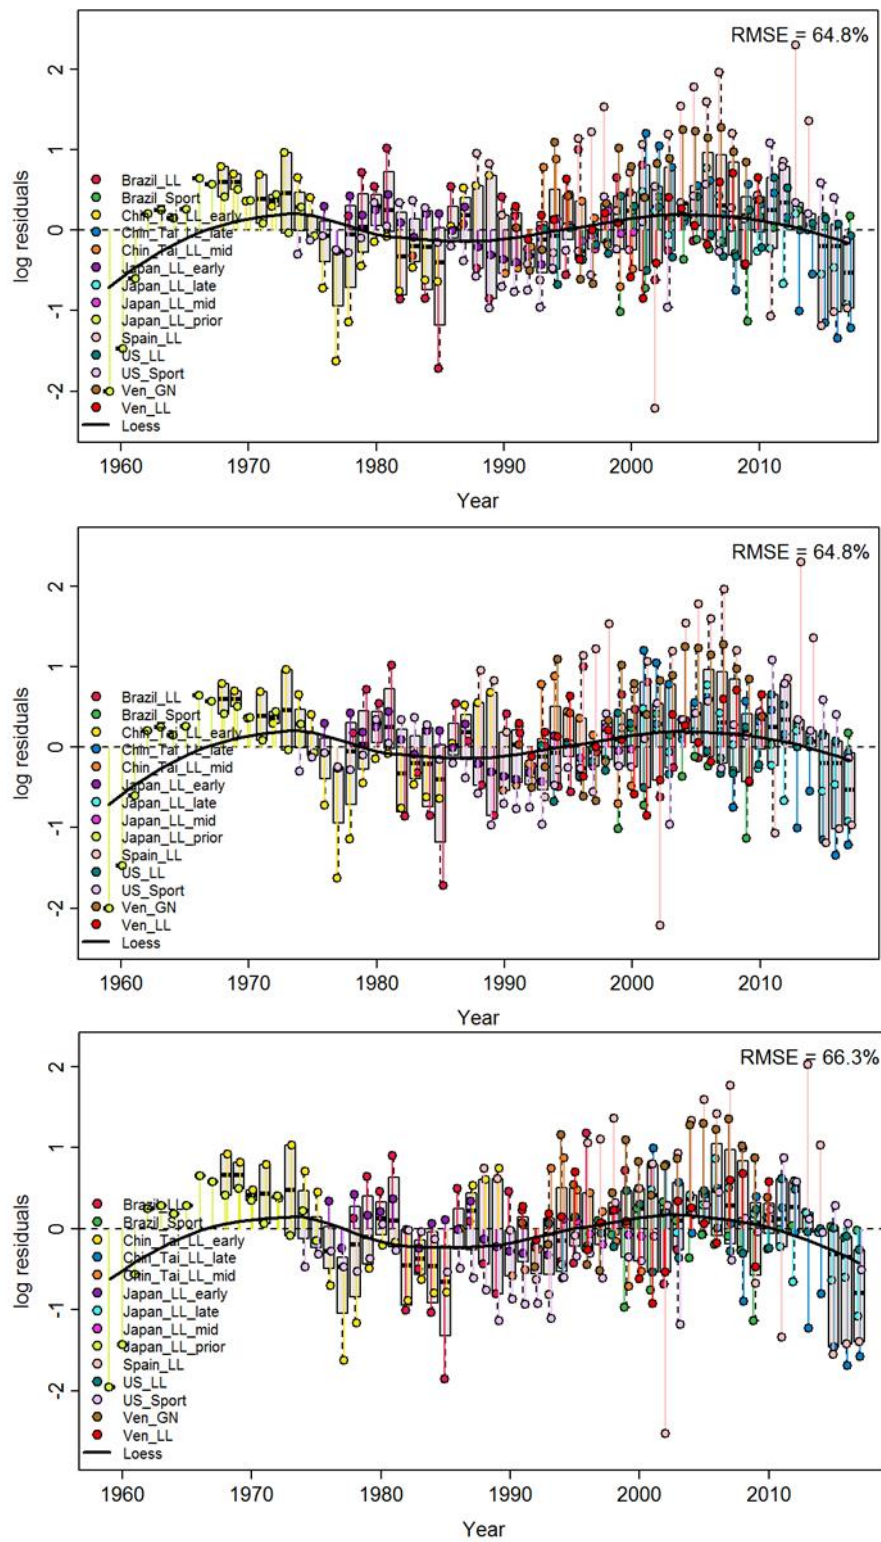 RMSE = 64.8%
2
1
0
-1
-2
log residuals
Brazil_LL
Brazil_Sport
Chin_Tai_LL_early
Chin_Tai_LL_late
Chin_Tai_LL_mid
Japan_LL_early
Japan_LL_late
Japan_LL_mid
Japan_LL_prior
Spain_LL
US_LL
US_Sport
Ven_GN
Ven_LL
Loess
1960 1970 1980 1990 2000 2010
Year
RMSE = 64.8%
2
1
0
-1
-2
log residuals
Brazil_LL
Brazil_Sport
Chin_Tai_LL_early
Chin_Tai_LL_late
Chin_Tai_LL_mid
Japan_LL_early
Japan_LL_late
Japan_LL_mid
Japan_LL_prior
Spain_LL
US_LL
US_Sport
Ven_GN
Ven_LL
Loess
1960 1970 1980 1990 2000 2010
Year
RMSE = 66.3%
2
1
0
-1
-2
log residuals
Brazil_LL
Brazil_Sport
Chin_Tai_LL_early
Chin_Tai_LL_late
Chin_Tai_LL_mid
Japan_LL_early
Japan_LL_late
Japan_LL_mid
Japan_LL_prior
Spain_LL
US_LL
US_Sport
Ven_GN
Ven_LL
Loess
1960 1970 1980 1990 2000 2010
Year